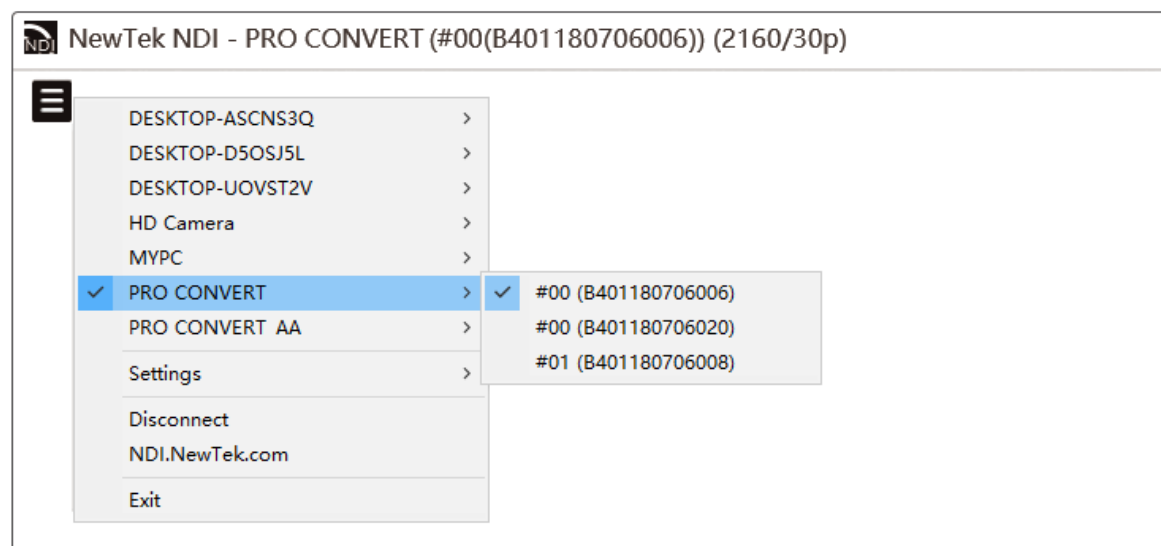 NDI NewTek NDI - PRO CONVERT (#00(B401180706006)) (2160/30p)
DESKTOP-ASCNS3Q
DESKTOP-D5OSJ5L
DESKTOP-UOVST2V
HD Camera
MYPC
PRO CONVERT
PRO CONVERT AA
Settings
Disconnect
NDI.NewTek.com
Exit
#00 (B401180706006)
#00 (B401180706020)
#01 (B401180706008)